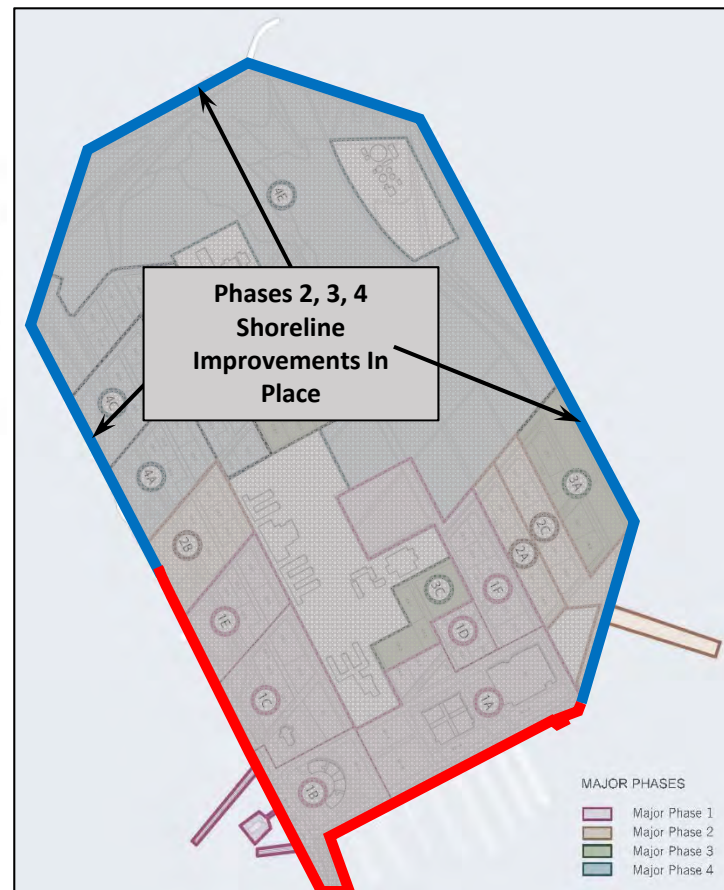 4E
Phases 2, 3, 4
Shoreline
Improvements In
Place
4C
4A
3A
2C
2A
2B
1F
3C
1E
1D
1C
1A
1B
MAJOR PHASES
Major Phase 1
Major Phase 2
Major Phase 3
Major Phase 4